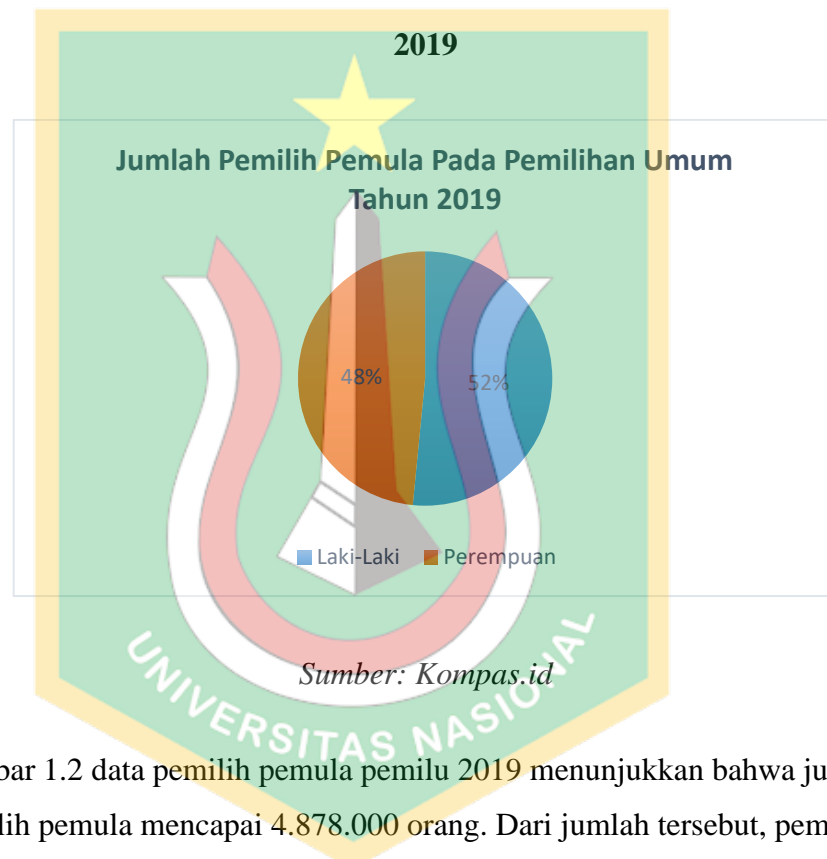 2019
Jumlah Pemilih Pemula Pada Pemilihan Umum
Tahun 2019
48% 52%
Laki-Laki Perempuan
Sumber: Kompas.id
UNIVERSITAS NASIONAL
bar 1.2 data pemilih pemula pemilu 2019 menunjukkan bahwa ju
lih pemula mencapai 4.878.000 orang. Dari jumlah tersebut, pem